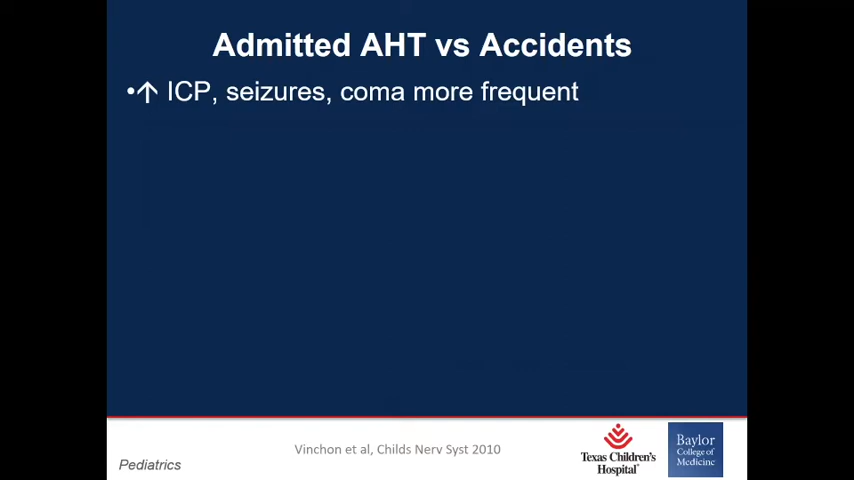 Admitted AHT vs Accidents
•↑ ICP, seizures, coma more frequent
Vinchon et al, Childs Nerv Syst 2010
Pediatrics
Texas Children's
Hospital
Baylor
College of
Medicine